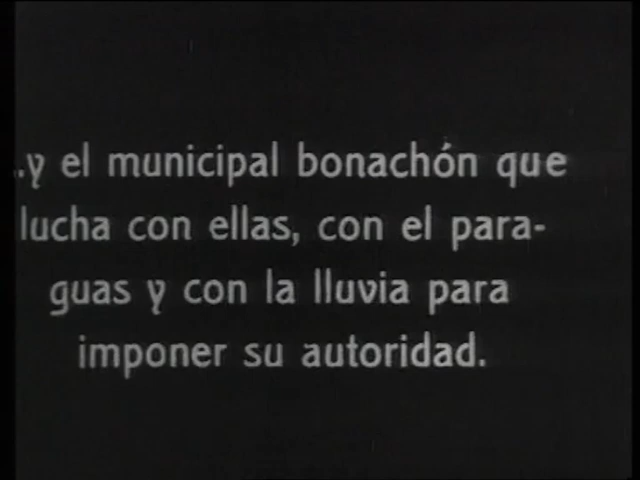 ..y el municipal bonachón que
lucha con ellas, con el para-
guas y con la lluvia para
imponer su autoridad.